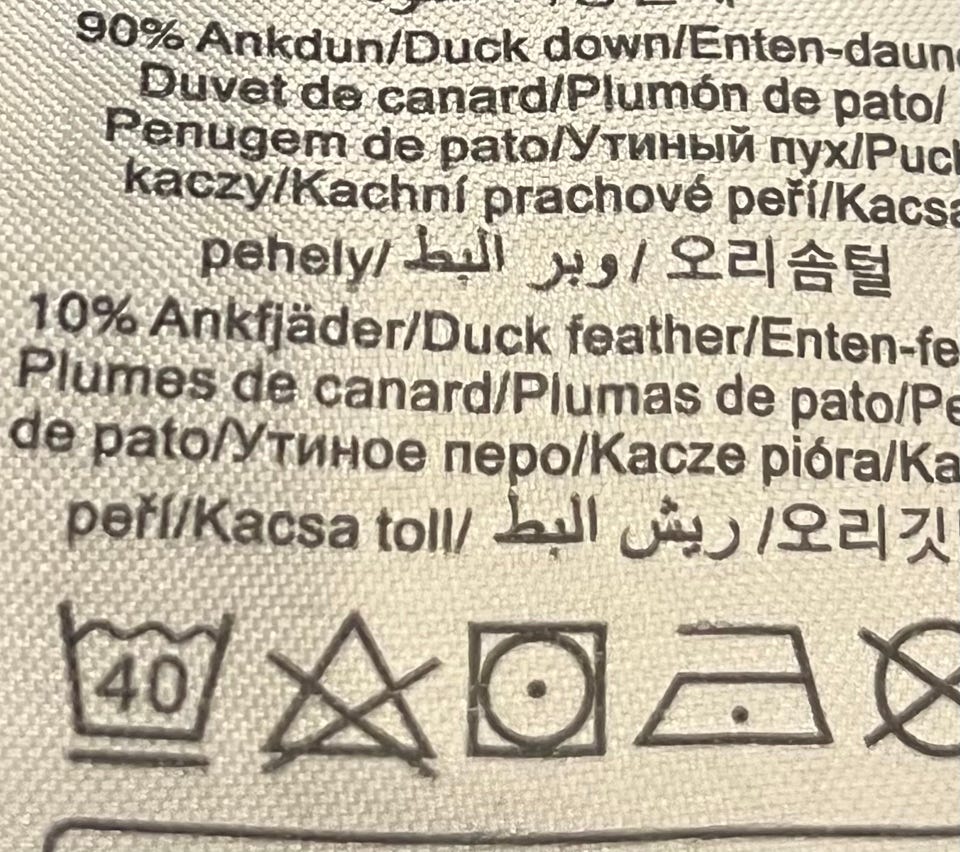 90% Ankdun/Duck down/Enten-daun
Duvet de canard/Plumón de pato/
Penugem de pato/Утиный пух/Puch
kaczy/Kachní prachové peří/Kacsa
pehely/ وبر البط/ 오리솜털
10% Ankfjäder/Duck feather/Enten-fe
Plumes de canard/Plumas de pato/Pe
de pato/Утиное перо/Kacze pióra/Ka
peří/Kacsa toll/ ريش البط /오리깃
40